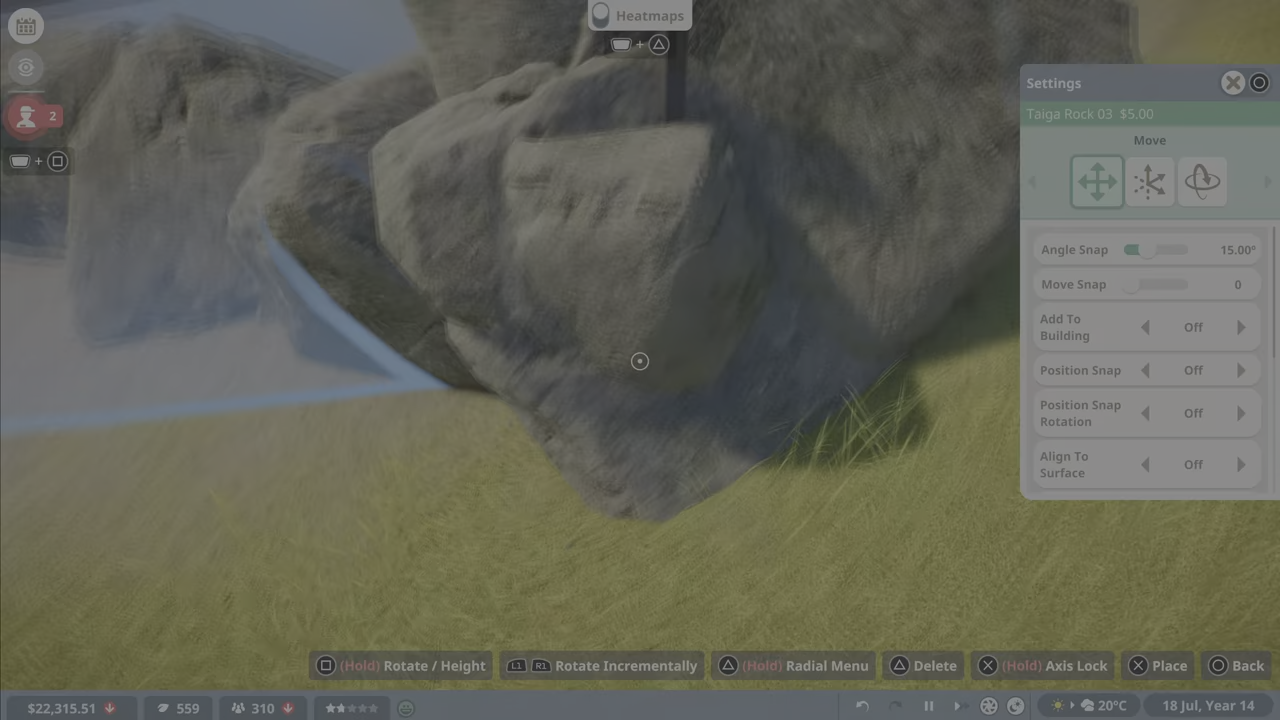 Heatmaps
+
2
+
Settings
Taiga Rock 03 $5.00
Move
Angle Snap 15.00°
Move Snap 0
Add To
Building
Off
Position Snap Off
Position Snap
Rotation
Off
Align To
Surface
Off
(Hold) Rotate / Height
L1 R1 Rotate Incrementally
(Hold) Radial Menu
Delete
(Hold) Axis Lock
Place
Back
$22,315.51
559
310
20°C
18 Jul, Year 14